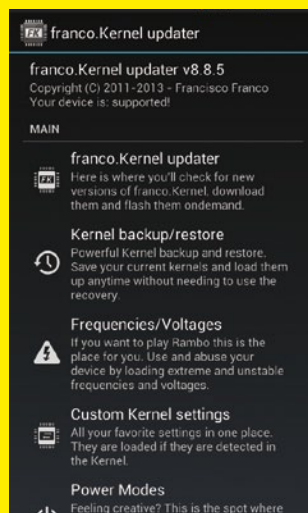 franco.Kernel updater
franco.Kernel updater v8.8.5
Copyright (C) 2011-2013 - Francisco Franco
Your device is: supported!
MAIN
franco.Kernel updater
Here is where you'll check for new
versions of franco.Kernel, download
them and flash them ondemand.
Kernel backup/restore
Powerful Kernel backup and restore.
Save your current kernels and load them
up anytime without needing to use the
recovery.
Frequencies/Voltages
If you want to play Rambo this is the
place for you. Use and abuse your
device by loading extreme and unstable
frequencies and voltages.
Custom Kernel settings
All your favorite settings in one place.
They are loaded if they are detected in
the Kernel.
Power Modes
Feeling creative? This is the spot where